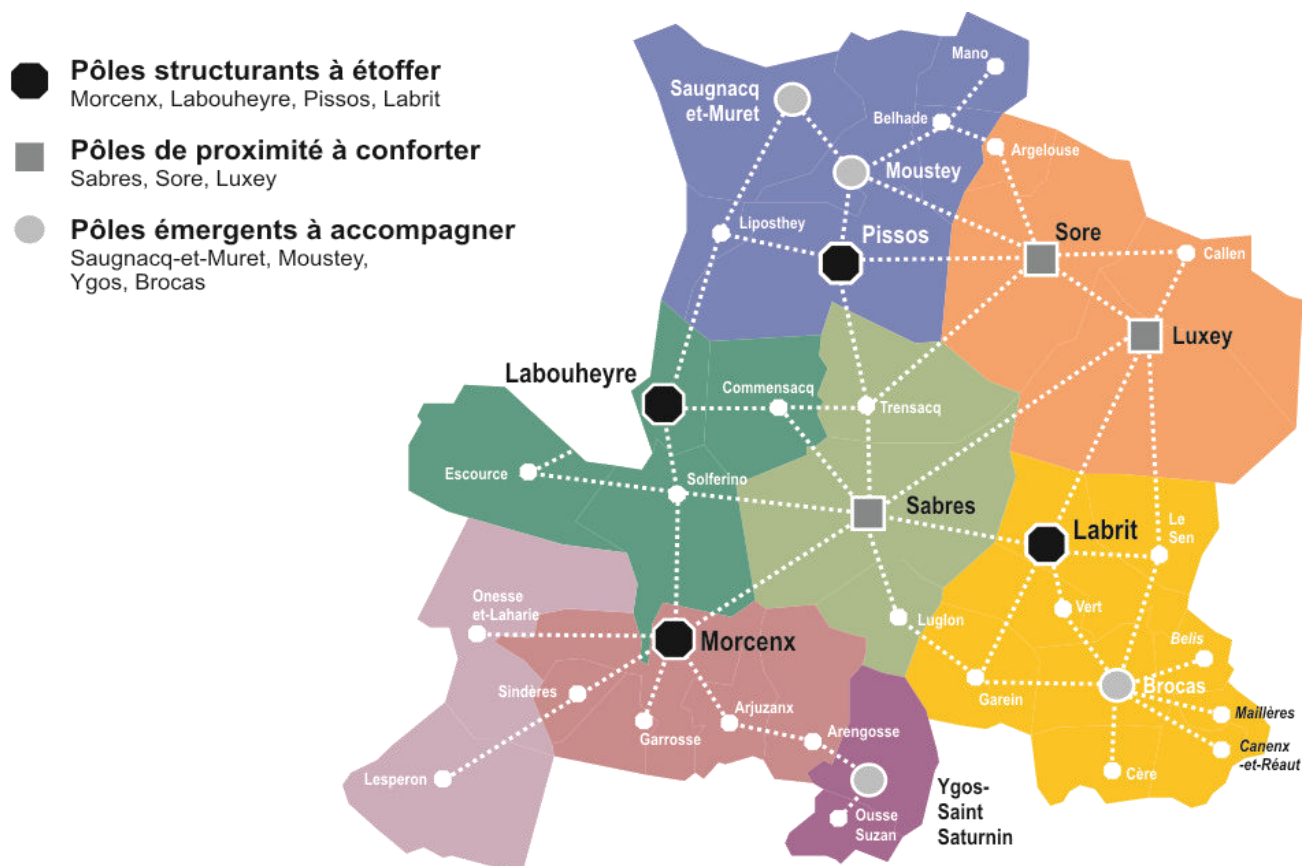 Pôles structurants à étoffer
Morcenx, Labouheyre, Pissos, Labrit
Pôles de proximité à conforter
Sabres, Sore, Luxey
Pôles émergents à accompagner
Saugnacq-et-Muret, Moustey,
Ygos, Brocas
Mano
Saugnacq
et-Muret
Belhade
Argelouse
Moustey
Liposthey
Pissos
Sore
Callen
Luxey
Labouheyre
Commensacq
Trensacq
Escource
Solferino
Sabres
Labrit
Le
Sen
Onesse
et-Laharie
Vert
Luglon
Morcenx
Belis
Sindères
Garein
Brocas
Arjuzanx
Maillères
Garrosse
Arengosse
Canenx
-et-Réaut
Lesperon
Cère
Ygos-
Saint
Saturnin
Ousse
Suzan